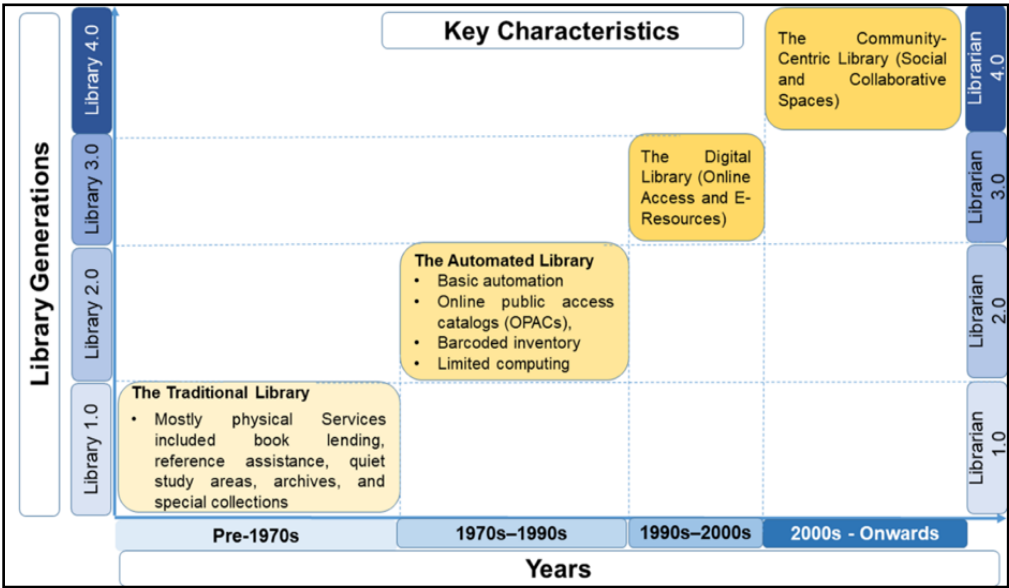 Key Characteristics
Library Generations
Library 4.0
The Community-
Centric Library (Social
and Collaborative
Spaces)
Librarian
4.0
Library 3.0
The Digital
Library (Online
Access and E-
Resources)
Librarian
3.0
Library 2.0
The Automated Library
• Basic automation
• Online public access
catalogs (OPACs),
• Barcoded inventory
• Limited computing
Librarian
2.0
Library 1.0
The Traditional Library
• Mostly physical Services
included book lending,
reference assistance, quiet
study areas, archives, and
special collections
Librarian
1.0
Pre-1970s
1970s–1990s
1990s–2000s
2000s - Onwards
Years